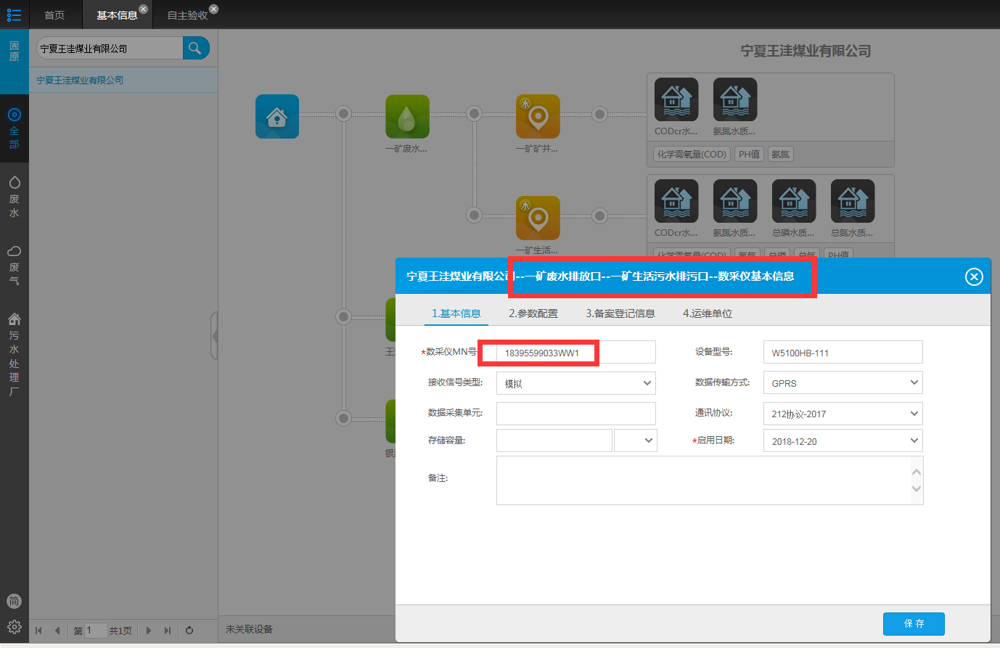 首页
基本信息
自主验收
固原
宁夏王洼煤业有限公司
宁夏王洼煤业有限公司
宁夏王洼煤业有限公司
全部
废水
废气
污水处理厂
简
一矿废水...
水
一矿矿井...
CODcr水...
氨氮水质...
化学需氧量(COD)
PH值
氨氮
水
一矿生活...
CODcr水...
氨氮水质...
总磷水质...
总氮水质...
化学需氧量(COD)
氨氮
总磷
总氮
PH值
宁夏王洼煤业有限公司--一矿废水排放口--一矿生活污水排污口--数采仪基本信息
1.基本信息
2.参数配置
3.备案登记信息
4.运维单位
*数采仪MN号
18395599033WW1
设备型号:
W5100HB-111
接收信号类型:
模拟
数据传输方式:
GPRS
数据采集单元:
通讯协议:
212协议-2017
存储容量:
*启用日期:
2018-12-20
备注:
保存
第 1 共1页
未关联设备